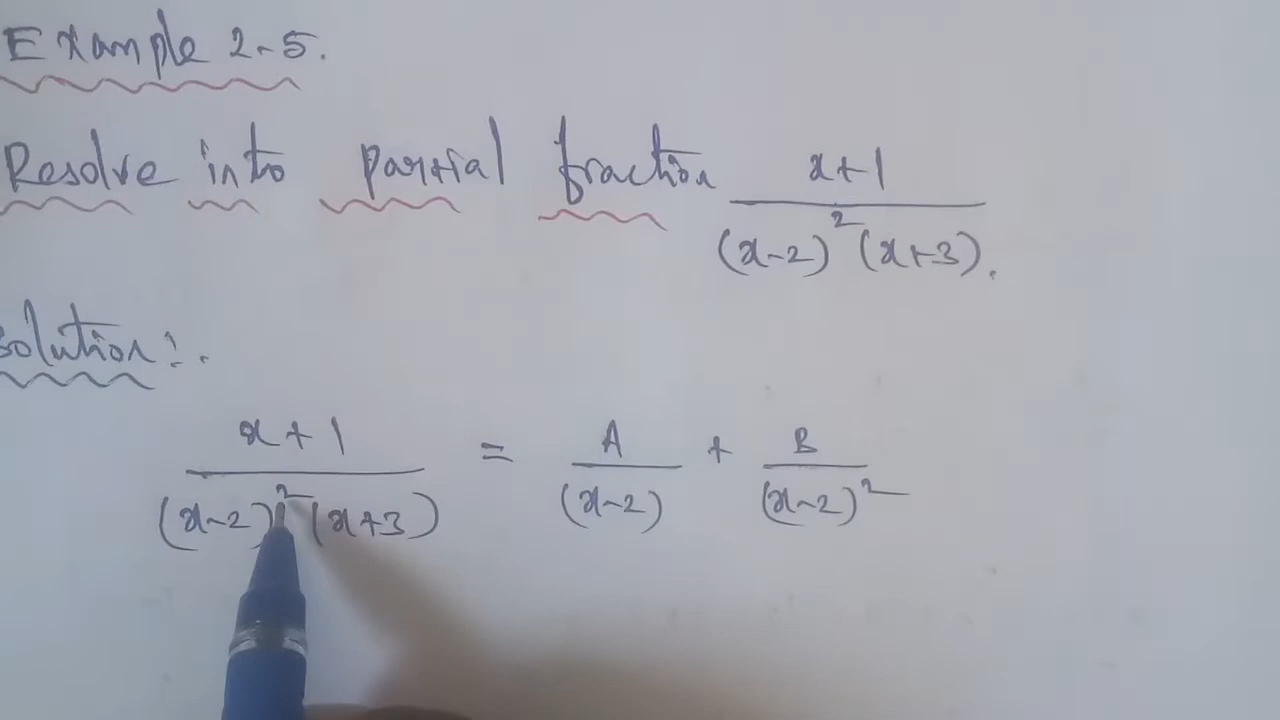 Example 2-5.
Resolve into partial fraction x+1 / (x-2)²(x+3).
Solution:.
x+1 / (x-2)²(x+3) = A / (x-2) + B / (x-2)²